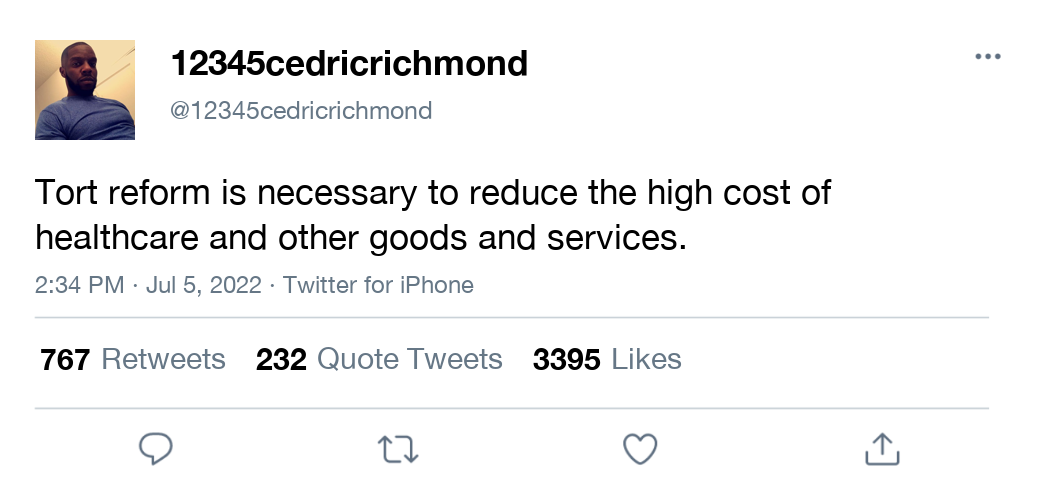 12345cedricrichmond
@12345cedricrichmond
Tort reform is necessary to reduce the high cost of
healthcare and other goods and services.
2:34 PM · Jul 5, 2022 · Twitter for iPhone
767 Retweets 232 Quote Tweets 3395 Likes